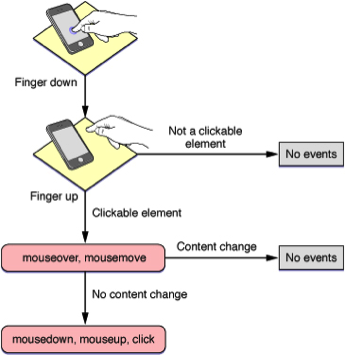 Finger down
Not a clickable
element
No events
Finger up
Clickable element
mouseover, mousemove
Content change
No events
No content change
mousedown, mouseup, click